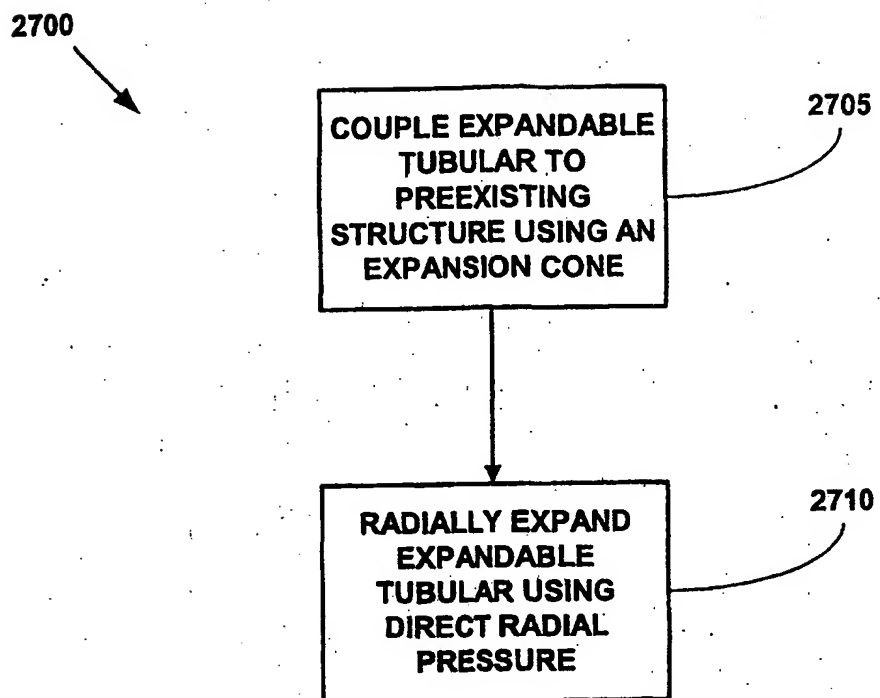 2700
2705
COUPLE EXPANDABLE
TUBULAR TO
PREEXISTING
STRUCTURE USING AN
EXPANSION CONE
2710
RADIALLY EXPAND
EXPANDABLE
TUBULAR USING
DIRECT RADIAL
PRESSURE